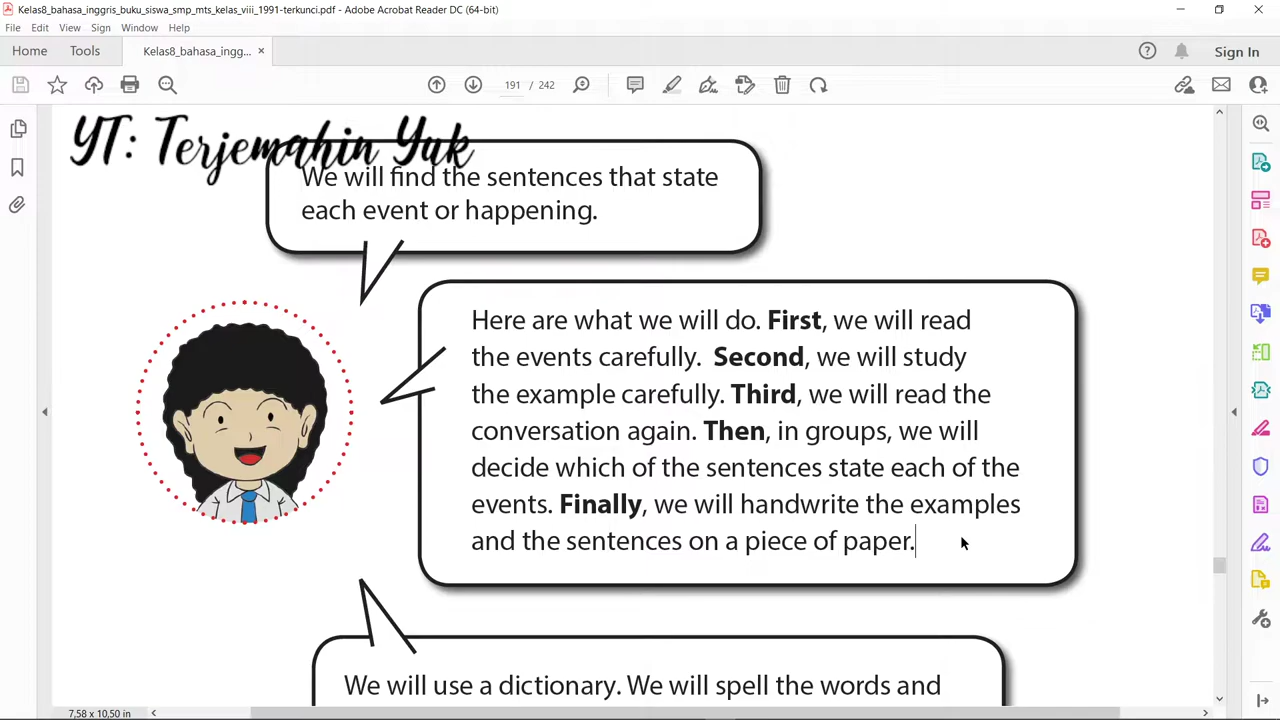 Kelas8_bahasa_inggris_buku_siswa_smp_mts_kelas_viii_1991-terkunci.pdf - Adobe Acrobat Reader DC (64-bit)
File Edit View Sign Window Help
Home Tools Kelas8_bahasa_ingg... × Sign In
191 / 242
YT: Terjemahin Yuk
We will find the sentences that state
each event or happening.
Here are what we will do. First, we will read
the events carefully. Second, we will study
the example carefully. Third, we will read the
conversation again. Then, in groups, we will
decide which of the sentences state each of the
events. Finally, we will handwrite the examples
and the sentences on a piece of paper.
We will use a dictionary. We will spell the words and
7,58 x 10,50 in